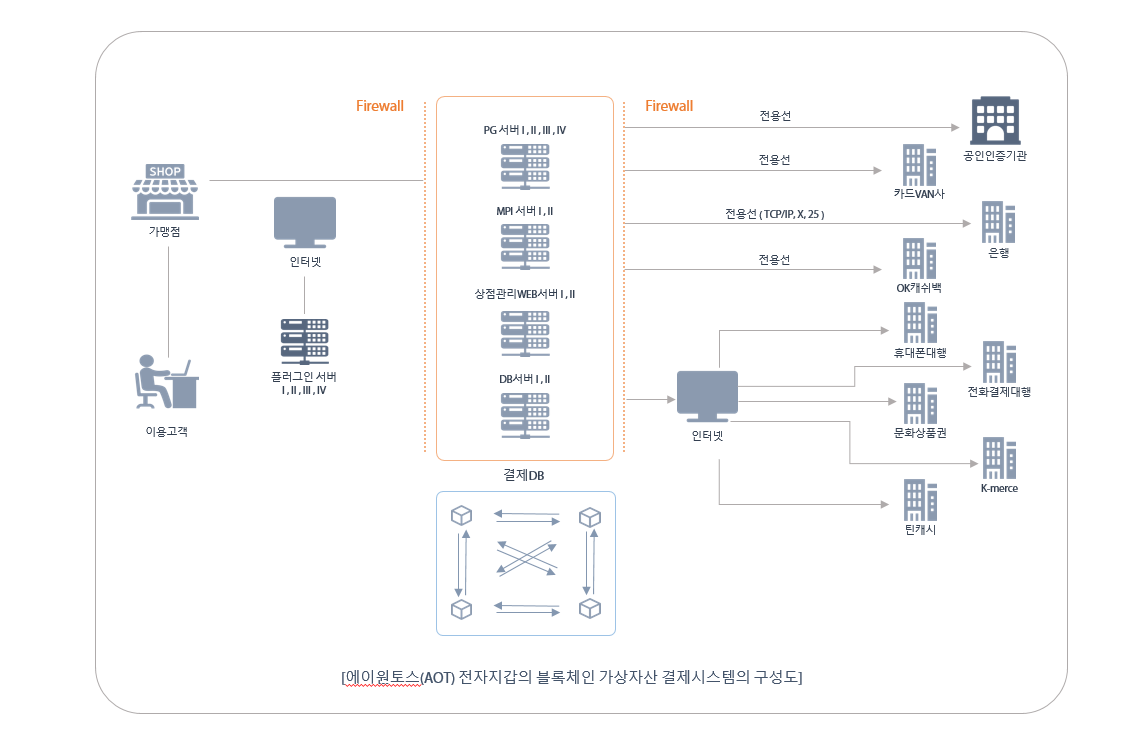 Firewall
Firewall
PG 서버 I , II , III , IV
MPI 서버 I , II
상점관리WEB서버 I , II
DB서버 I , II
결제DB
SHOP
가맹점
이용고객
인터넷
플러그인 서버
I , II , III , IV
전용선
공인인증기관
전용선
카드VAN사
전용선 ( TCP/IP, X, 25 )
은행
전용선
OK캐쉬백
인터넷
휴대폰대행
전화결제대행
문화상품권
K-merce
틴캐시
[에이원토스(AOT) 전자지갑의 블록체인 가상자산 결제시스템의 구성도]